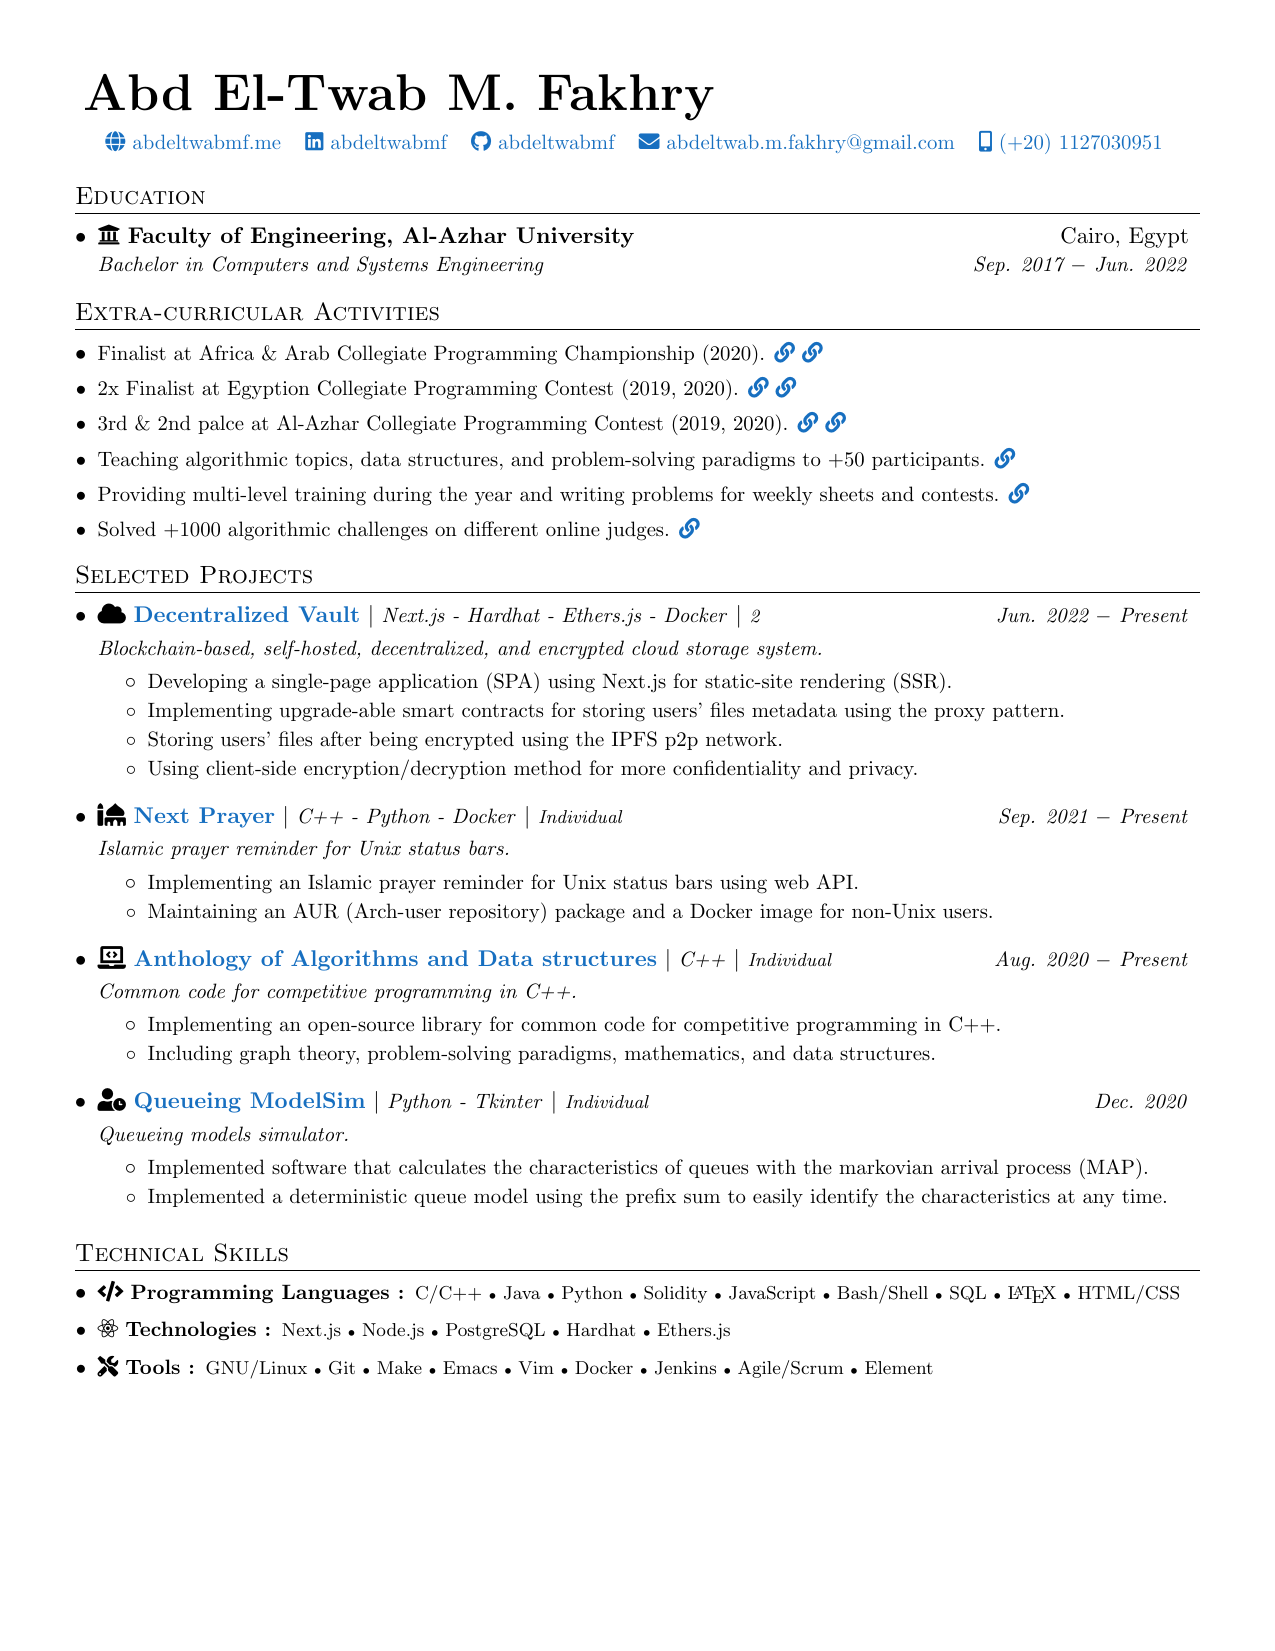 Abd El-Twab M. Fakhry
abdeltwabmf.me abdeltwabmf abdeltwabmf abdeltwab.m.fakhry@gmail.com (+20) 1127030951
Education
• Faculty of Engineering, Al-Azhar University Cairo, Egypt
Bachelor in Computers and Systems Engineering Sep. 2017 – Jun. 2022
Extra-curricular Activities
• Finalist at Africa & Arab Collegiate Programming Championship (2020).
• 2x Finalist at Egyption Collegiate Programming Contest (2019, 2020).
• 3rd & 2nd palce at Al-Azhar Collegiate Programming Contest (2019, 2020).
• Teaching algorithmic topics, data structures, and problem-solving paradigms to +50 participants.
• Providing multi-level training during the year and writing problems for weekly sheets and contests.
• Solved +1000 algorithmic challenges on different online judges.
Selected Projects
• Decentralized Vault | Next.js - Hardhat - Ethers.js - Docker | 2 Jun. 2022 – Present
Blockchain-based, self-hosted, decentralized, and encrypted cloud storage system.
◦ Developing a single-page application (SPA) using Next.js for static-site rendering (SSR).
◦ Implementing upgrade-able smart contracts for storing users' files metadata using the proxy pattern.
◦ Storing users' files after being encrypted using the IPFS p2p network.
◦ Using client-side encryption/decryption method for more confidentiality and privacy.
• Next Prayer | C++ - Python - Docker | Individual Sep. 2021 – Present
Islamic prayer reminder for Unix status bars.
◦ Implementing an Islamic prayer reminder for Unix status bars using web API.
◦ Maintaining an AUR (Arch-user repository) package and a Docker image for non-Unix users.
• Anthology of Algorithms and Data structures | C++ | Individual Aug. 2020 – Present
Common code for competitive programming in C++.
◦ Implementing an open-source library for common code for competitive programming in C++.
◦ Including graph theory, problem-solving paradigms, mathematics, and data structures.
• Queueing ModelSim | Python - Tkinter | Individual Dec. 2020
Queueing models simulator.
◦ Implemented software that calculates the characteristics of queues with the markovian arrival process (MAP).
◦ Implemented a deterministic queue model using the prefix sum to easily identify the characteristics at any time.
Technical Skills
• Programming Languages : C/C++ • Java • Python • Solidity • JavaScript • Bash/Shell • SQL • LATEX • HTML/CSS
• Technologies : Next.js • Node.js • PostgreSQL • Hardhat • Ethers.js
• Tools : GNU/Linux • Git • Make • Emacs • Vim • Docker • Jenkins • Agile/Scrum • Element